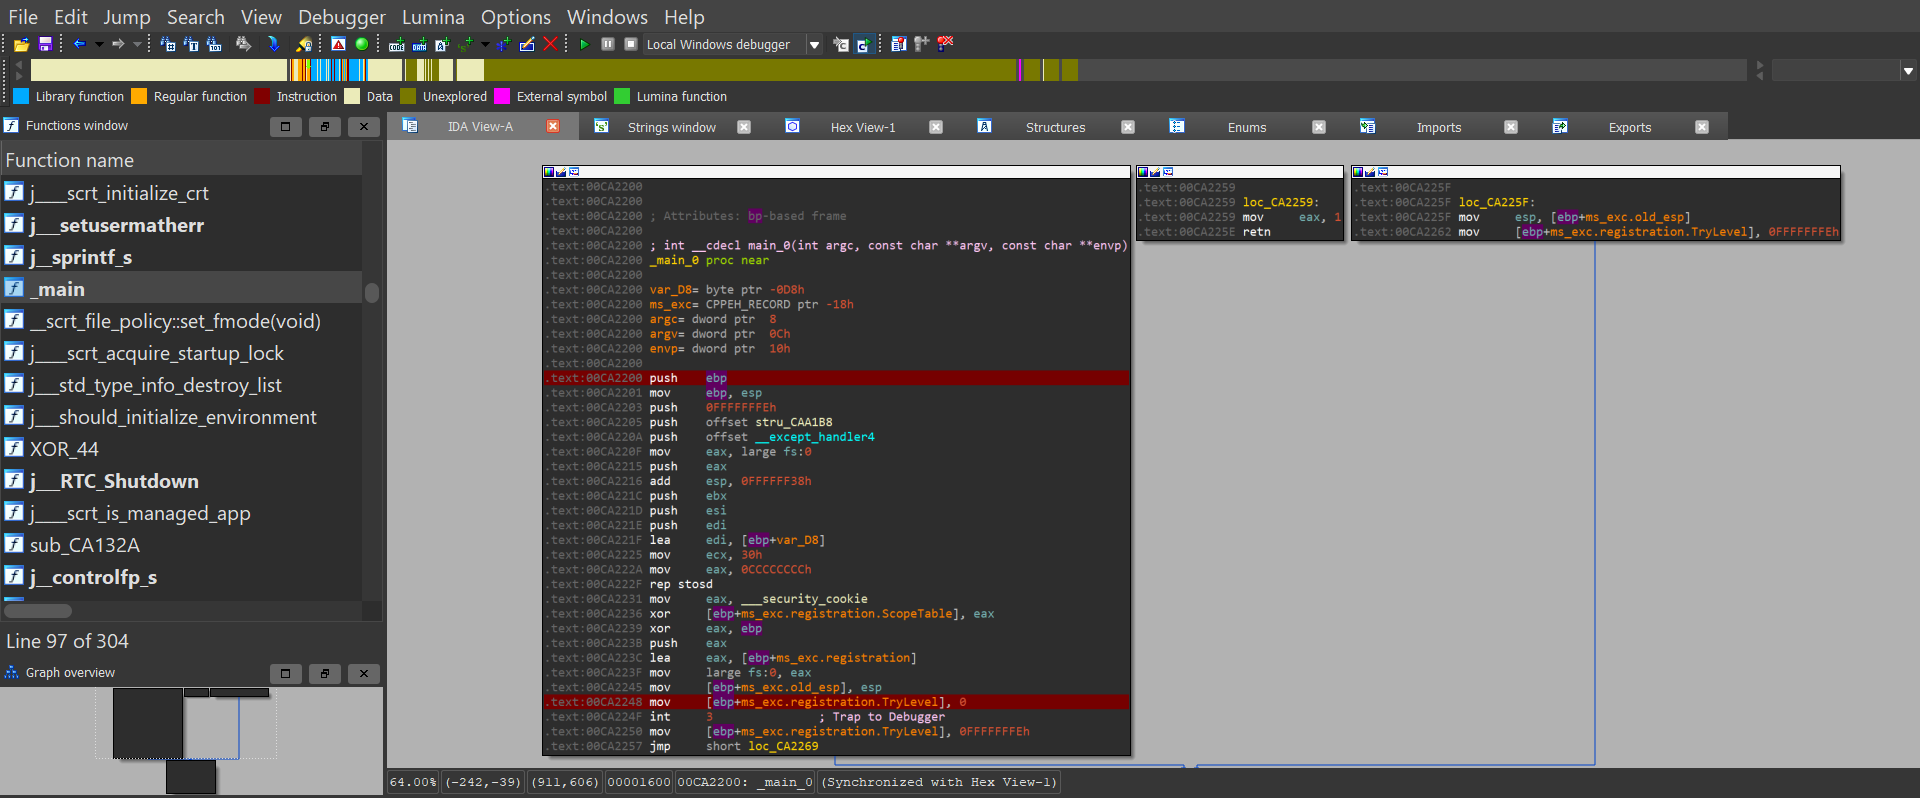 File Edit Jump Search View Debugger Lumina Options Windows Help
Local Windows debugger
Library function Regular function Instruction Data Unexplored External symbol Lumina function
Functions window
IDA View-A Strings window Hex View-1 Structures Enums Imports Exports
Function name
j____scrt_initialize_crt
j___setusermatherr
j__sprintf_s
_main
__scrt_file_policy::set_fmode(void)
j____scrt_acquire_startup_lock
j___std_type_info_destroy_list
j___should_initialize_environment
XOR_44
j___RTC_Shutdown
j____scrt_is_managed_app
sub_CA132A
j__controlfp_s
Line 97 of 304
Graph overview
.text:00CA2200
.text:00CA2200
.text:00CA2200 ; Attributes: bp-based frame
.text:00CA2200
.text:00CA2200 ; int __cdecl main_0(int argc, const char **argv, const char **envp)
.text:00CA2200 _main_0 proc near
.text:00CA2200
.text:00CA2200 var_D8= byte ptr -0D8h
.text:00CA2200 ms_exc= CPPEH_RECORD ptr -18h
.text:00CA2200 argc= dword ptr 8
.text:00CA2200 argv= dword ptr 0Ch
.text:00CA2200 envp= dword ptr 10h
.text:00CA2200
.text:00CA2200 push ebp
.text:00CA2201 mov ebp, esp
.text:00CA2203 push 0FFFFFFFEh
.text:00CA2205 push offset stru_CAA1B8
.text:00CA220A push offset __except_handler4
.text:00CA220F mov eax, large fs:0
.text:00CA2215 push eax
.text:00CA2216 add esp, 0FFFFFF38h
.text:00CA221C push ebx
.text:00CA221D push esi
.text:00CA221E push edi
.text:00CA221F lea edi, [ebp+var_D8]
.text:00CA2225 mov ecx, 30h
.text:00CA222A mov eax, 0CCCCCCCCh
.text:00CA222F rep stosd
.text:00CA2231 mov eax, ___security_cookie
.text:00CA2236 xor [ebp+ms_exc.registration.ScopeTable], eax
.text:00CA2239 xor eax, ebp
.text:00CA223B push eax
.text:00CA223C lea eax, [ebp+ms_exc.registration]
.text:00CA223F mov large fs:0, eax
.text:00CA2245 mov [ebp+ms_exc.old_esp], esp
.text:00CA2248 mov [ebp+ms_exc.registration.TryLevel], 0
.text:00CA224F int 3 ; Trap to Debugger
.text:00CA2250 mov [ebp+ms_exc.registration.TryLevel], 0FFFFFFFEh
.text:00CA2257 jmp short loc_CA2269
.text:00CA2259
.text:00CA2259 loc_CA2259:
.text:00CA2259 mov eax, 1
.text:00CA225E retn
.text:00CA225F
.text:00CA225F loc_CA225F:
.text:00CA225F mov esp, [ebp+ms_exc.old_esp]
.text:00CA2262 mov [ebp+ms_exc.registration.TryLevel], 0FFFFFFFEh
64.00% (-242,-39) (911,606) 00001600 00CA2200: _main_0 (Synchronized with Hex View-1)